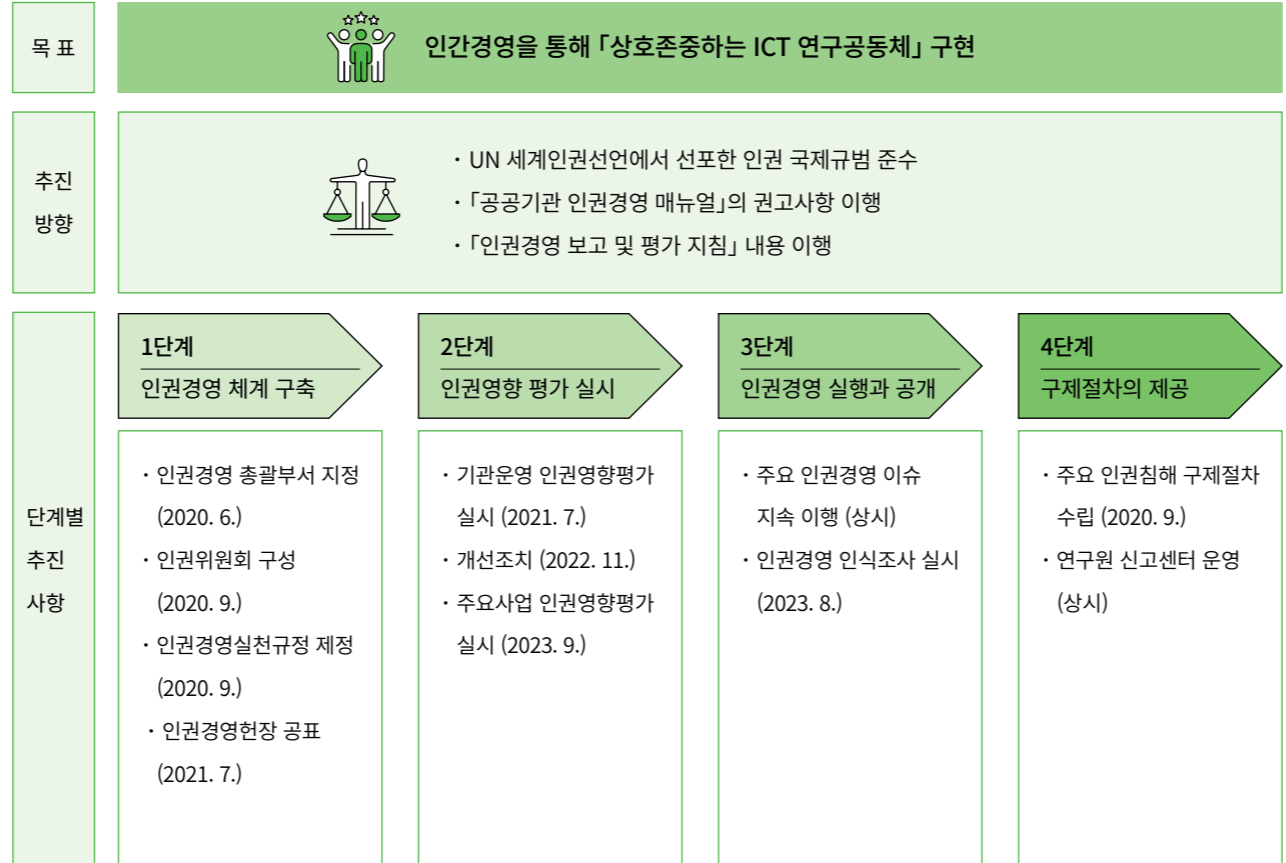 목 표
인간경영을 통해 ｢상호존중하는 ICT 연구공동체｣ 구현
추진
방향
· UN 세계인권선언에서 선포한 인권 국제규범 준수
· ｢공공기관 인권경영 매뉴얼｣의 권고사항 이행
· ｢인권경영 보고 및 평가 지침｣ 내용 이행
단계별
추진
사항
1단계
인권경영 체계 구축
· 인권경영 총괄부서 지정
(2020. 6.)
· 인권위원회 구성
(2020. 9.)
· 인권경영실천규정 제정
(2020. 9.)
· 인권경영헌장 공표
(2021. 7.)
2단계
인권영향 평가 실시
· 기관운영 인권영향평가
실시 (2021. 7.)
· 개선조치 (2022. 11.)
· 주요사업 인권영향평가
실시 (2023. 9.)
3단계
인권경영 실행과 공개
· 주요 인권경영 이슈
지속 이행 (상시)
· 인권경영 인식조사 실시
(2023. 8.)
4단계
구제절차의 제공
· 주요 인권침해 구제절차
수립 (2020. 9.)
· 연구원 신고센터 운영
(상시)